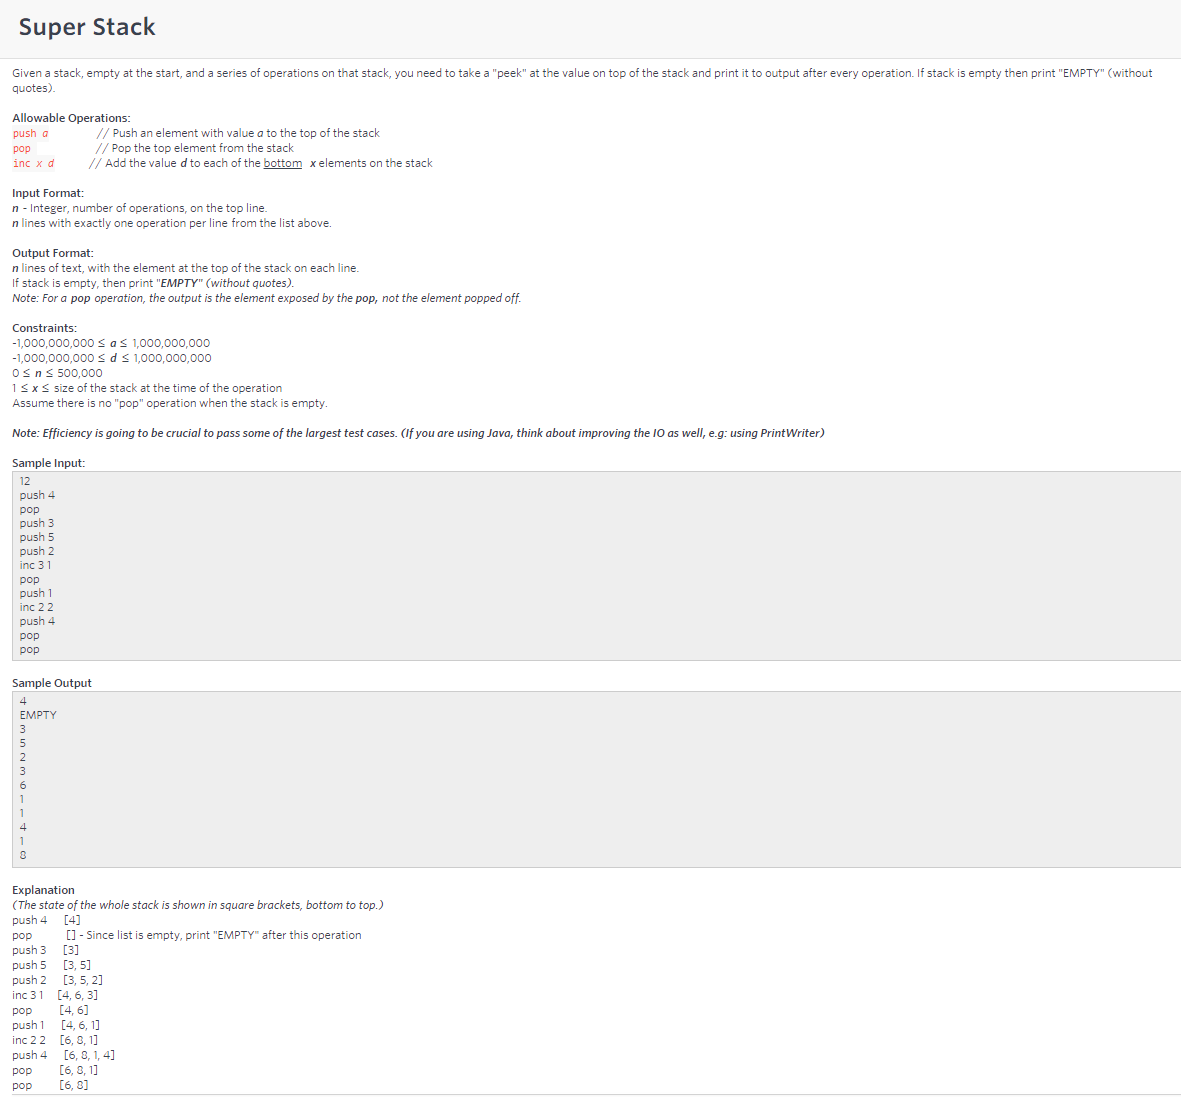 Super Stack
Given a stack, empty at the start, and a series of operations on that stack, you need to take a "peek" at the value on top of the stack and print it to output after every operation. If stack is empty then print "EMPTY" (without
quotes).
Allowable Operations:
push a // Push an element with value a to the top of the stack
pop // Pop the top element from the stack
inc x d // Add the value d to each of the bottom x elements on the stack
Input Format:
n - Integer, number of operations, on the top line.
n lines with exactly one operation per line from the list above.
Output Format:
n lines of text, with the element at the top of the stack on each line.
If stack is empty, then print "EMPTY" (without quotes).
Note: For a pop operation, the output is the element exposed by the pop, not the element popped off.
Constraints:
-1,000,000,000 ≤ a ≤ 1,000,000,000
-1,000,000,000 ≤ d ≤ 1,000,000,000
0 ≤ n ≤ 500,000
1 ≤ x ≤ size of the stack at the time of the operation
Assume there is no "pop" operation when the stack is empty.
Note: Efficiency is going to be crucial to pass some of the largest test cases. (If you are using Java, think about improving the IO as well, e.g: using PrintWriter)
Sample Input:
12
push 4
pop
push 3
push 5
push 2
inc 3 1
pop
push 1
inc 2 2
push 4
pop
pop
Sample Output
4
EMPTY
3
5
2
3
6
1
1
4
1
8
Explanation
(The state of the whole stack is shown in square brackets, bottom to top.)
push 4 [4]
pop [] - Since list is empty, print "EMPTY" after this operation
push 3 [3]
push 5 [3, 5]
push 2 [3, 5, 2]
inc 3 1 [4, 6, 3]
pop [4, 6]
push 1 [4, 6, 1]
inc 2 2 [6, 8, 1]
push 4 [6, 8, 1, 4]
pop [6, 8, 1]
pop [6, 8]